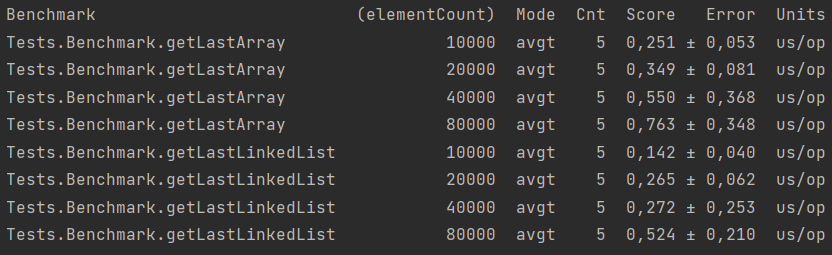 Benchmark (elementCount) Mode Cnt Score Error Units
Tests.Benchmark.getLastArray 10000 avgt 5 0,251 ± 0,053 us/op
Tests.Benchmark.getLastArray 20000 avgt 5 0,349 ± 0,081 us/op
Tests.Benchmark.getLastArray 40000 avgt 5 0,550 ± 0,368 us/op
Tests.Benchmark.getLastArray 80000 avgt 5 0,763 ± 0,348 us/op
Tests.Benchmark.getLastLinkedList 10000 avgt 5 0,142 ± 0,040 us/op
Tests.Benchmark.getLastLinkedList 20000 avgt 5 0,265 ± 0,062 us/op
Tests.Benchmark.getLastLinkedList 40000 avgt 5 0,272 ± 0,253 us/op
Tests.Benchmark.getLastLinkedList 80000 avgt 5 0,524 ± 0,210 us/op